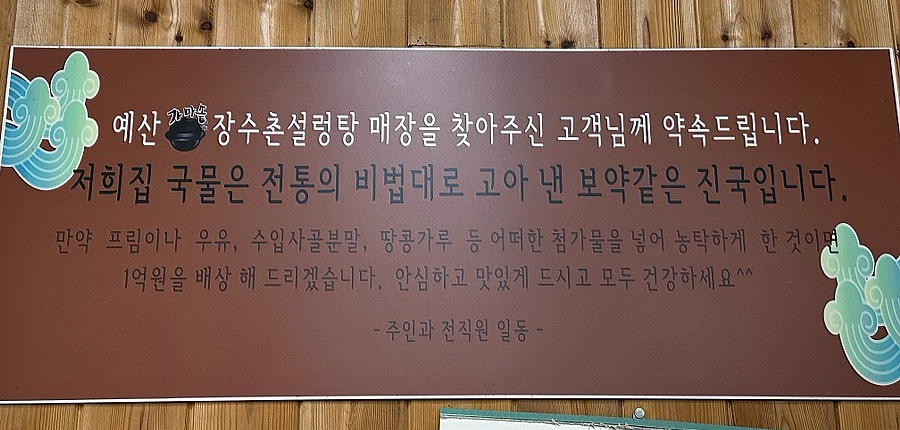 예산 가마솥 장수촌설렁탕 매장을 찾아주신 고객님께 약속드립니다.
저희집 국물은 전통의 비법대로 고아 낸 보약같은 진국입니다.
만약 프림이나 우유, 수입사골분말, 땅콩가루 등 어떠한 첨가물을 넣어 농탁하게 한 것이면
1억원을 배상 해 드리겠습니다. 안심하고 맛있게 드시고 모두 건강하세요^^
- 주인과 전직원 일동 -